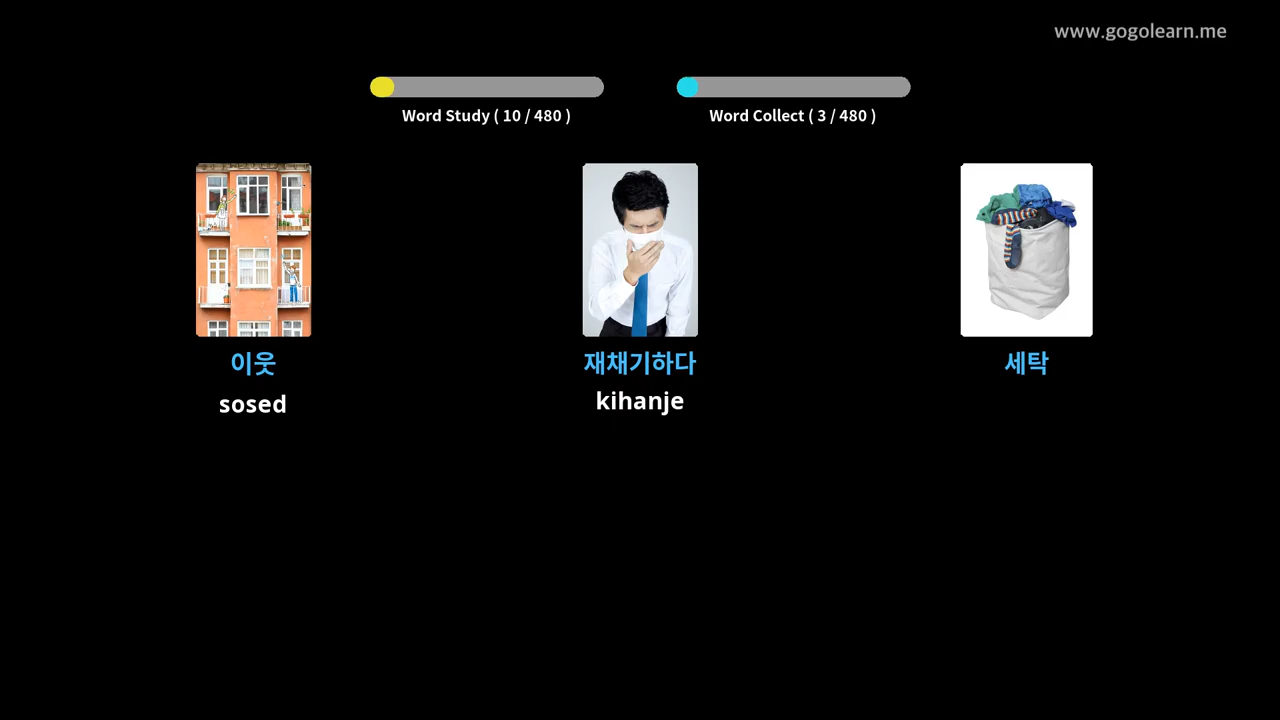 www.gogolearn.me
Word Study ( 10 / 480 )
Word Collect ( 3 / 480 )
이웃
재채기하다
세탁
sosed
kihanje